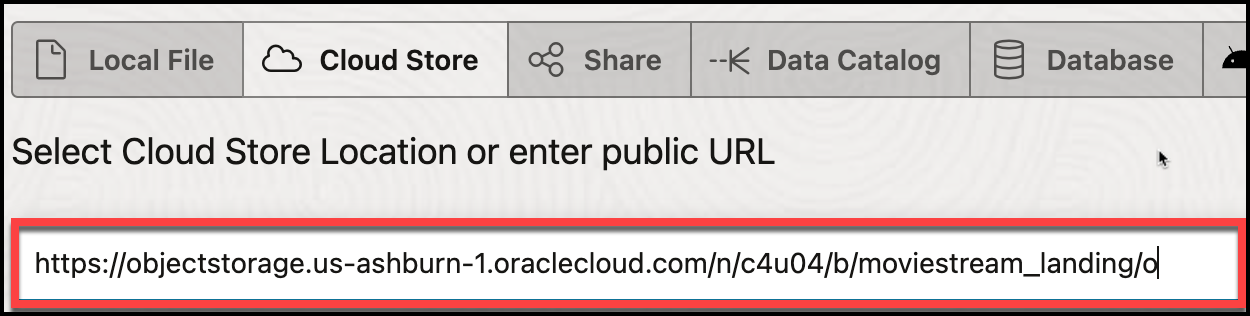 Local File Cloud Store Share Data Catalog Database
Select Cloud Store Location or enter public URL
https://objectstorage.us-ashburn-1.oraclecloud.com/n/c4u04/b/moviestream_landing/o